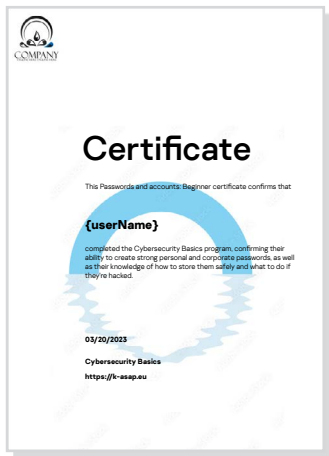 COMPANY
Certificate
This Passwords and accounts: Beginner certificate confirms that
{userName}
completed the Cybersecurity Basics program, confirming their
ability to create strong personal and corporate passwords, as well
as their knowledge of how to store them safely and what to do if
they're hacked.
03/20/2023
Cybersecurity Basics
https://k-asap.eu